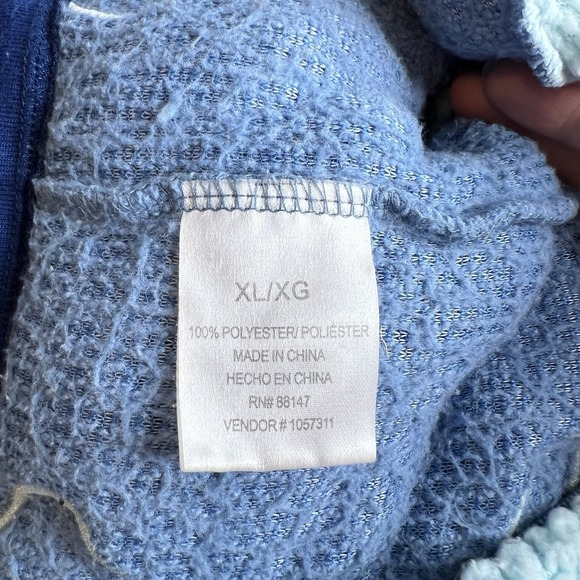 XL/XG
100% POLYESTER/ POLIÉSTER
MADE IN CHINA
HECHO EN CHINA
RN# 88147
VENDOR # 1057311